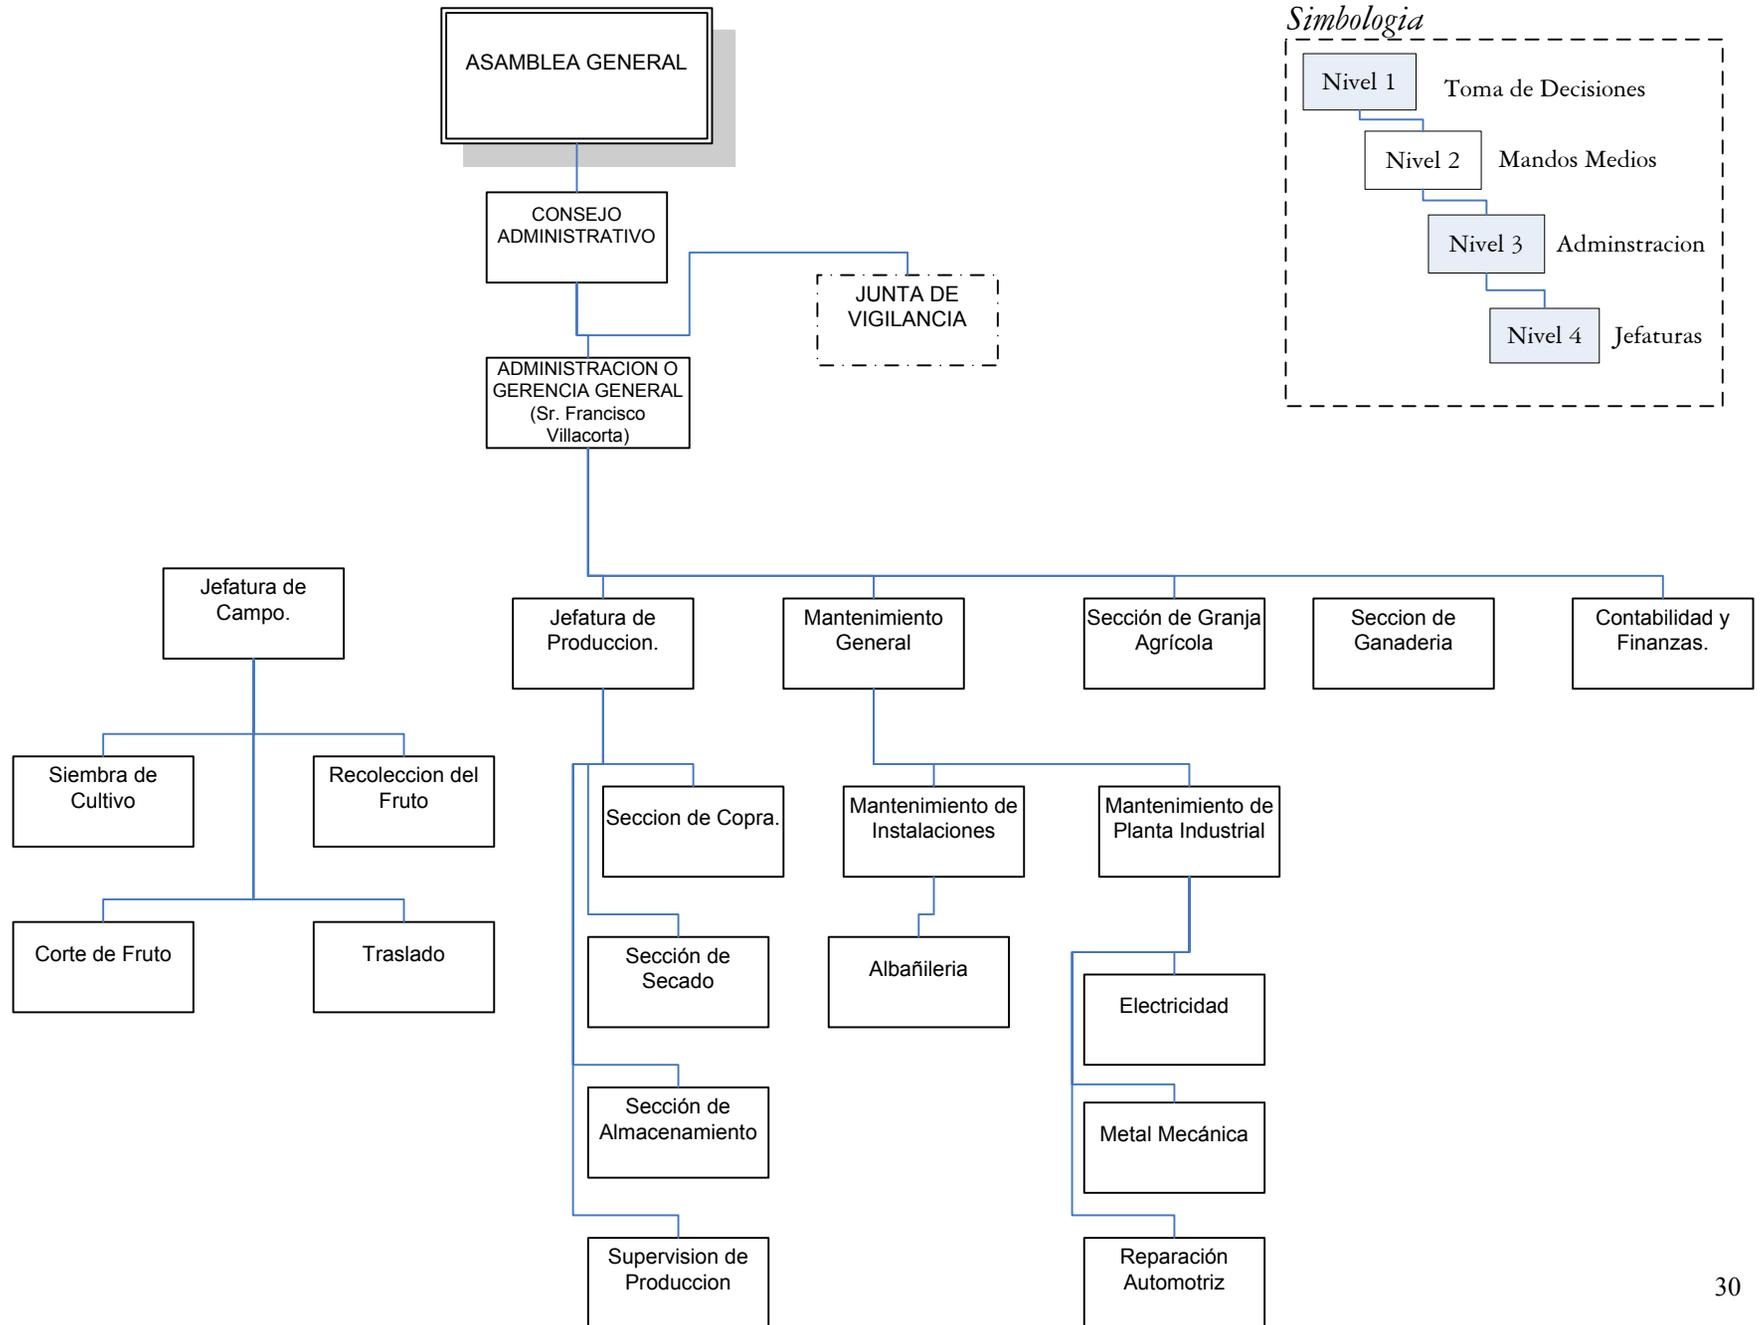 Simbologia
ASAMBLEA GENERAL
Nivel 1
Toma de Decisiones
Nivel 2
Mandos Medios
Nivel 3
Adminstracion
Nivel 4
Jefaturas
CONSEJO
ADMINISTRATIVO
JUNTA DE
VIGILANCIA
ADMINISTRACION O
GERENCIA GENERAL
(Sr. Francisco
Villacorta)
Jefatura de
Campo.
Jefatura de
Produccion.
Mantenimiento
General
Sección de Granja
Agrícola
Seccion de
Ganaderia
Contabilidad y
Finanzas.
Siembra de
Cultivo
Recoleccion del
Fruto
Seccion de Copra.
Mantenimiento de
Instalaciones
Mantenimiento de
Planta Industrial
Corte de Fruto
Traslado
Sección de
Secado
Albañileria
Electricidad
Sección de
Almacenamiento
Metal Mecánica
Supervision de
Produccion
Reparación
Automotriz
30